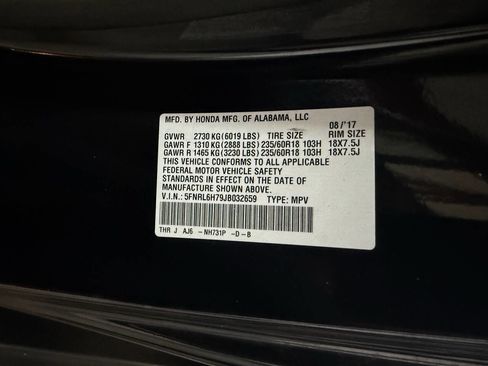 MFD. BY HONDA MFG. OF ALABAMA, LLC 08/'17
GVWR 2730 KG (6019 LBS) TIRE SIZE RIM SIZE
GAWR F 1310 KG (2888 LBS) 235/60R18 103H 18X7.5J
GAWR R 1465 KG (3230 LBS) 235/60R18 103H 18X7.5J
THIS VEHICLE CONFORMS TO ALL APPLICABLE
FEDERAL MOTOR VEHICLE SAFETY
STANDARDS IN EFFECT ON THE DATE OF
MANUFACTURE SHOWN ABOVE.
V.I.N.: 5FNRL6H79JB032659 TYPE: MPV
THR J AJ6 -NH731P -D-B